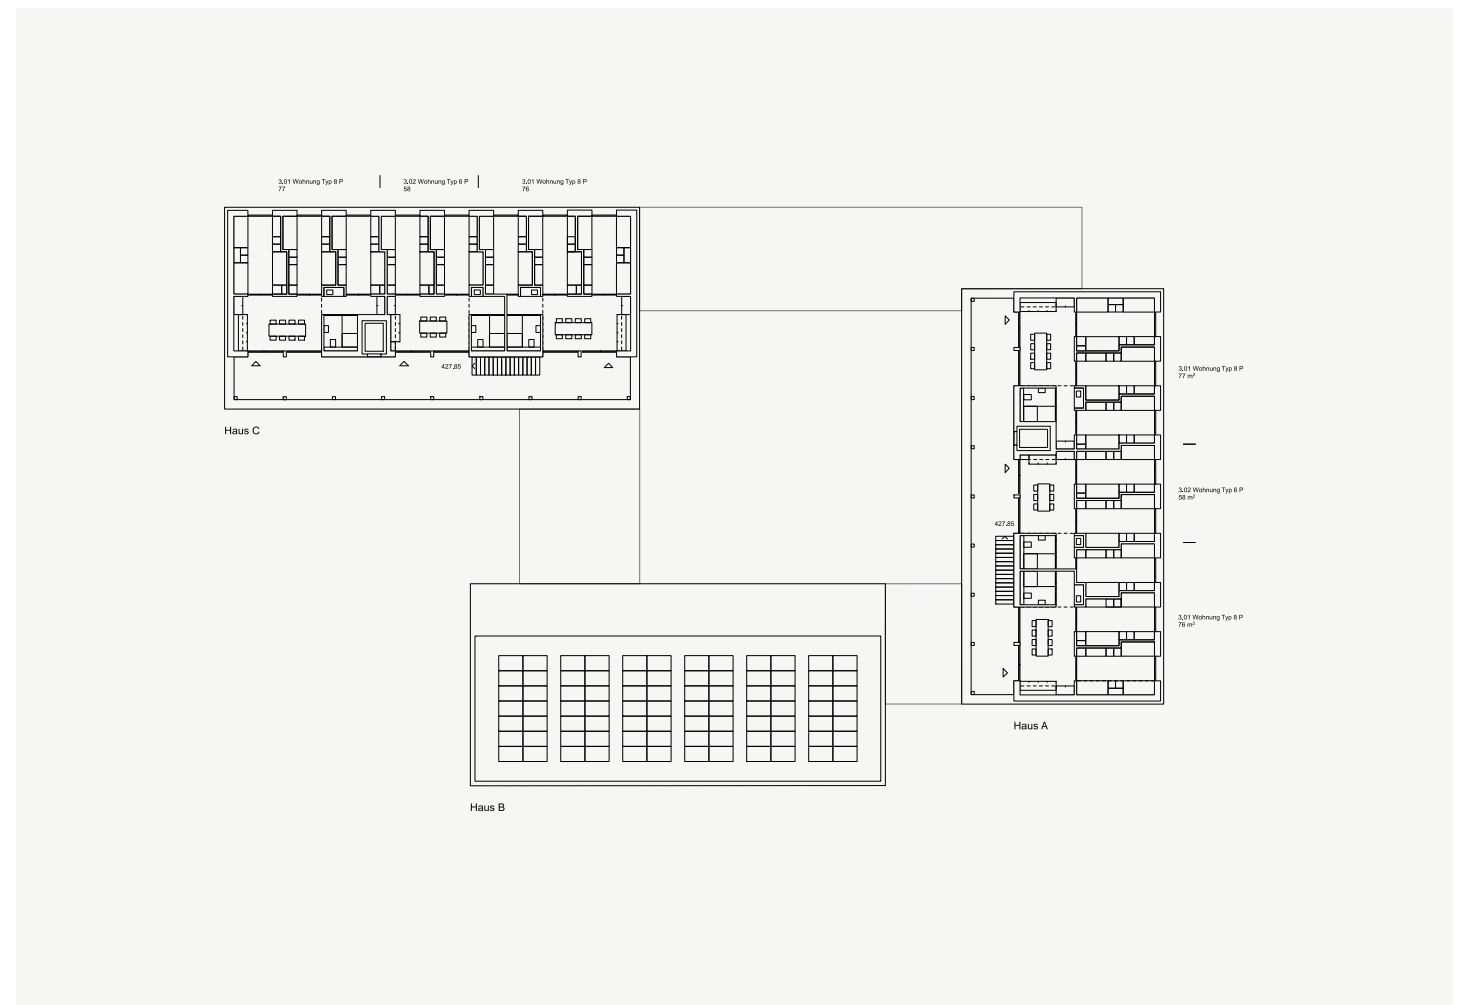 3.01 Wohnung Typ 8 P
77
3.02 Wohnung Typ 6 P
58
3.01 Wohnung Typ 8 P
76
427.85
Haus C
3.01 Wohnung Typ 8 P
77 m²
3.02 Wohnung Typ 6 P
58 m²
427.85
3.01 Wohnung Typ 8 P
76 m²
Haus A
Haus B